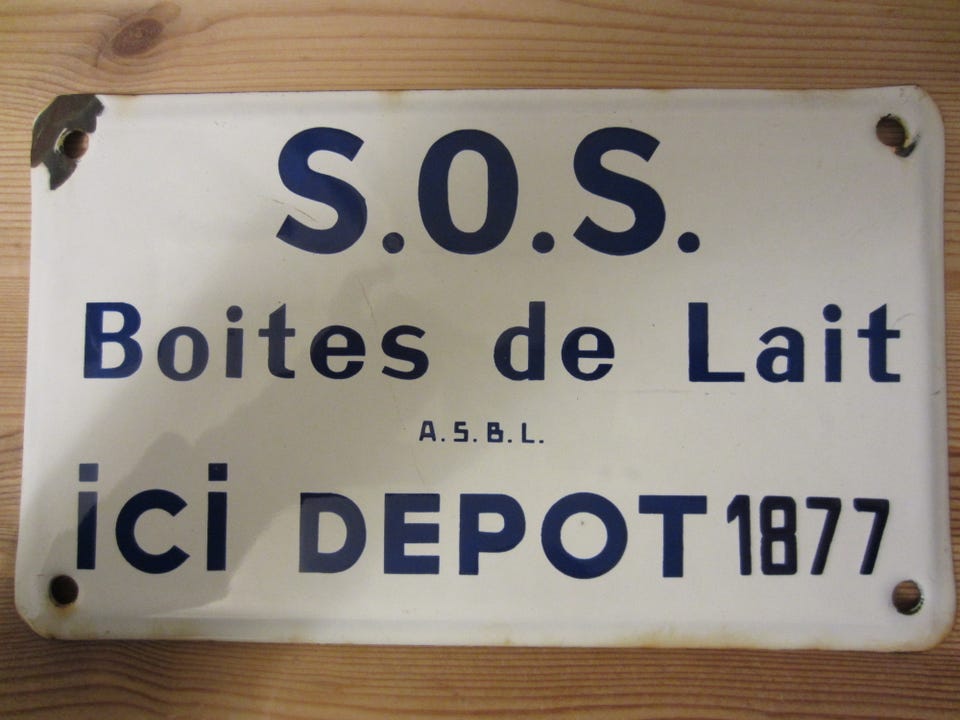 S.O.S.
Boites de Lait
A.S.B.L.
ici DEPOT 1877